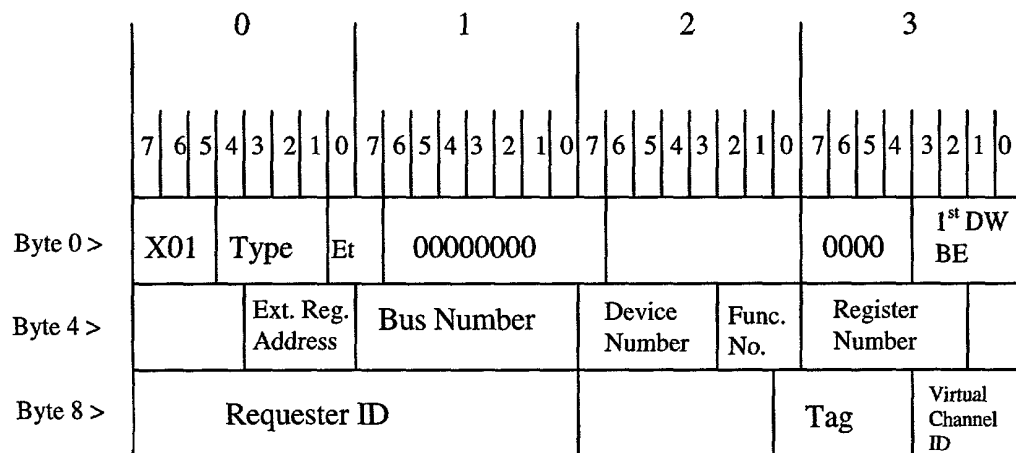 0 1 2 3
7 6 5 4 3 2 1 0 7 6 5 4 3 2 1 0 7 6 5 4 3 2 1 0 7 6 5 4 3 2 1 0
Byte 0 > X01 Type Et 00000000 0000 1st DW
BE
Byte 4 > Ext. Reg. Bus Number Device Func. Register
Address Number No. Number
Byte 8 > Requester ID Tag Virtual
Channel
ID